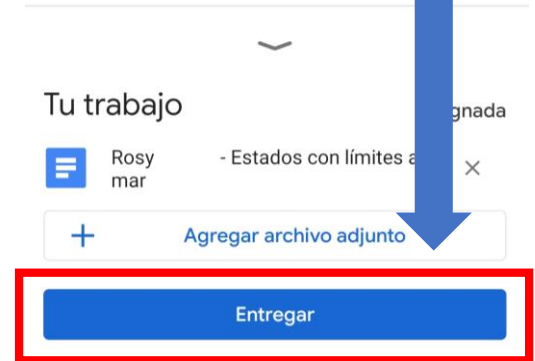 Tu trabajo
Rosy - Estados con límites
mar
Agregar archivo adjunto
Entregar